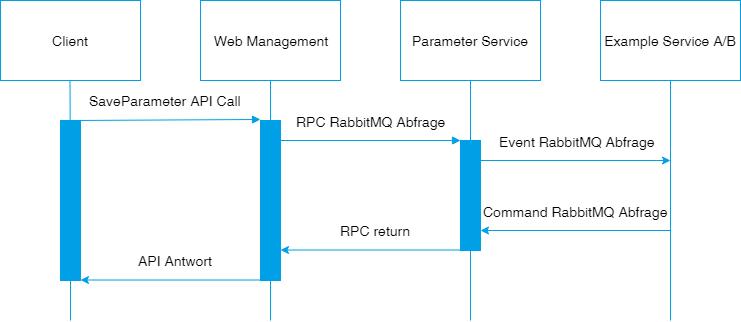 Client
Web Management
Parameter Service
Example Service A/B
SaveParameter API Call
RPC RabbitMQ Abfrage
Event RabbitMQ Abfrage
Command RabbitMQ Abfrage
RPC return
API Antwort